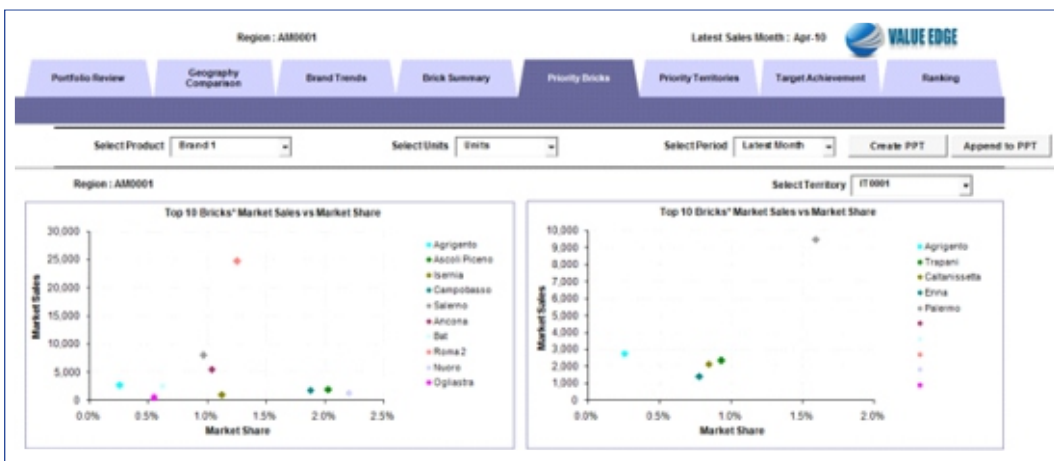 Region : AM0001
Latest Sales Month : Apr-10
VALUE EDGE
Portfolio Review
Geography Comparison
Brand Trends
Brick Summary
Priority Bricks
Priority Territories
Target Achievement
Ranking
Select Product Brand 1
Select Units Units
Select Period Latest Month
Create PPT
Append to PPT
Region : AM0001
Select Territory IT0001
Top 10 Bricks* Market Sales vs Market Share
Market Sales
30,000
25,000
20,000
15,000
10,000
5,000
0
0.0% 0.5% 1.0% 1.5% 2.0% 2.5%
Market Share
Agrigento
Ascoli Piceno
Isernia
Campobasso
Salerno
Ancona
Bat
Roma 2
Nuoro
Ogliastra
Top 10 Bricks* Market Sales vs Market Share
Market Sales
10,000
9,000
8,000
7,000
6,000
5,000
4,000
3,000
2,000
1,000
0
0.0% 0.5% 1.0% 1.5% 2.0%
Market Share
Agrigento
Trapani
Caltanissetta
Enna
Palermo